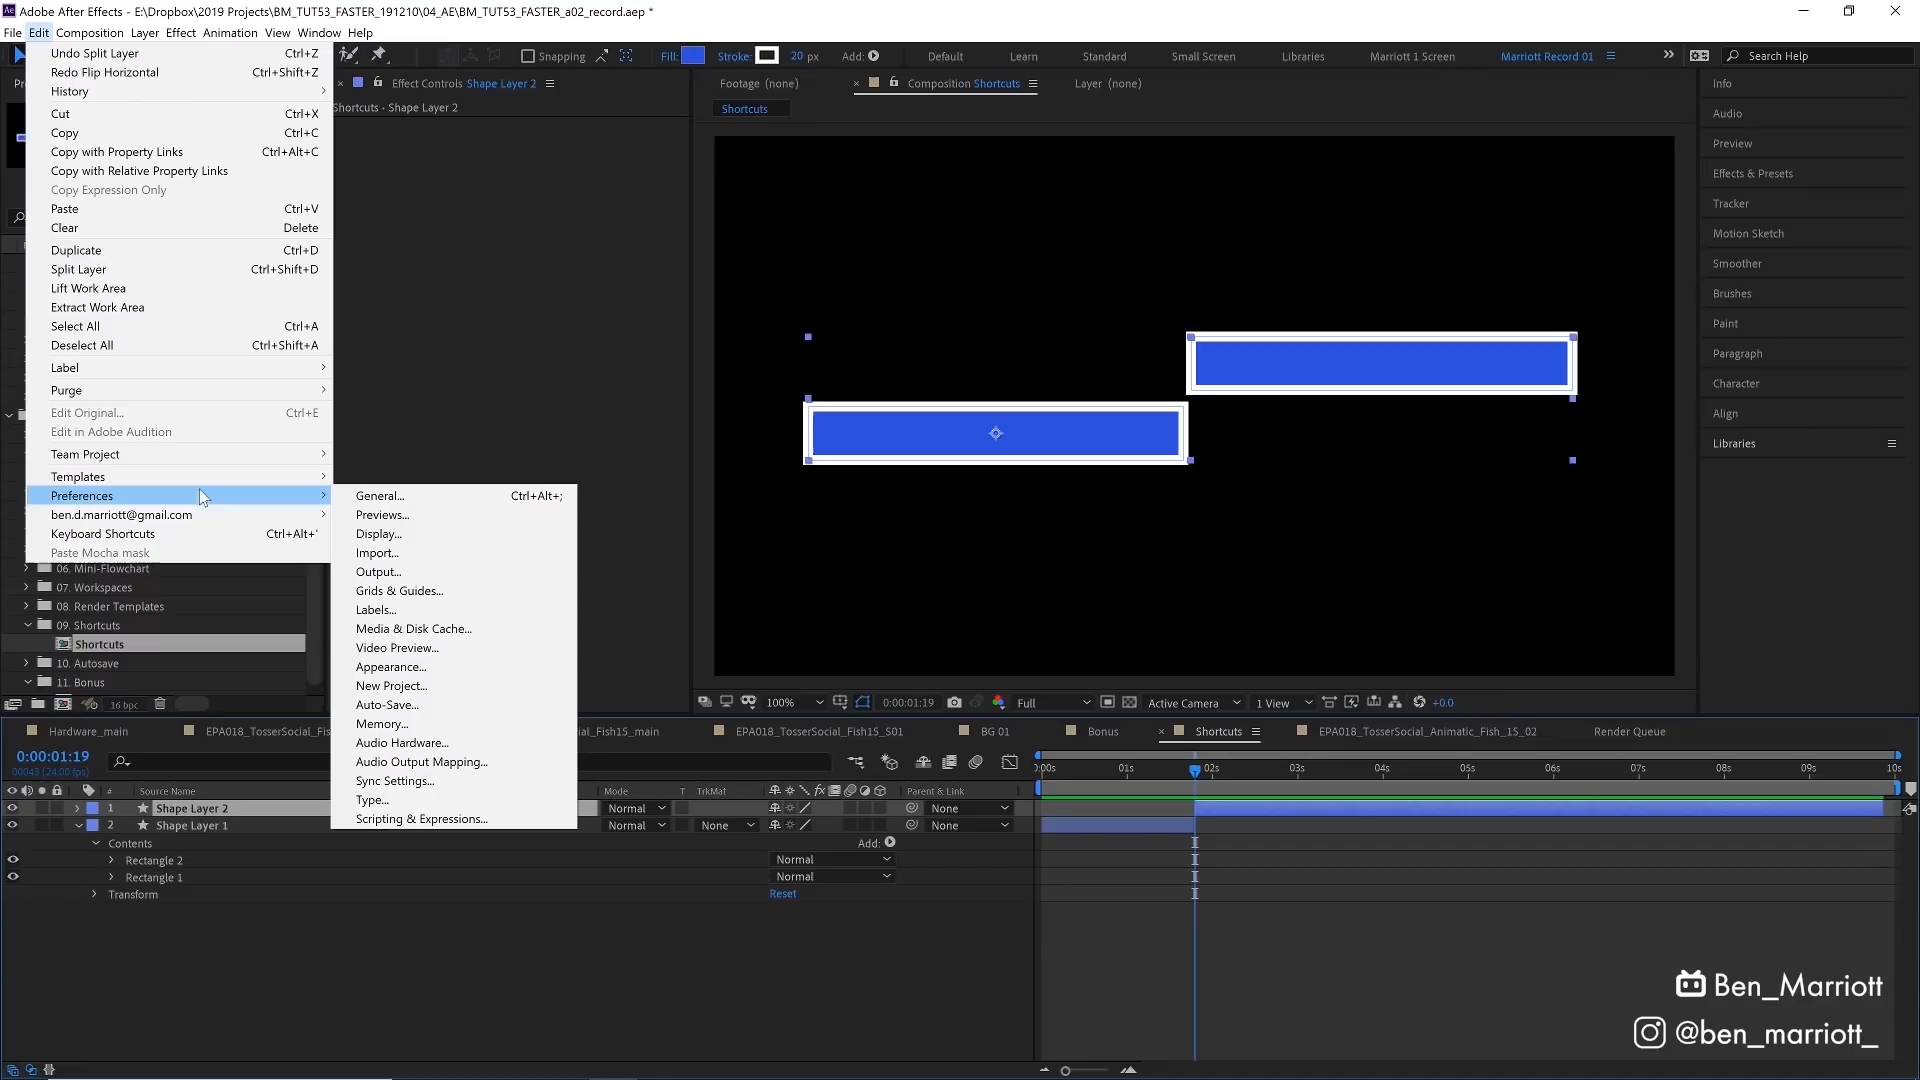 Adobe After Effects - E:\Dropbox\2019 Projects\BM_TUT53_FASTER_191210\04_AE\BM_TUT53_FASTER_a02_record.aep *
File Edit Composition Layer Effect Animation View Window Help
Undo Split Layer Ctrl+Z
Redo Flip Horizontal Ctrl+Shift+Z
History
Cut Ctrl+X
Copy Ctrl+C
Copy with Property Links Ctrl+Alt+C
Copy with Relative Property Links
Copy Expression Only
Paste Ctrl+V
Clear Delete
Duplicate Ctrl+D
Split Layer Ctrl+Shift+D
Lift Work Area
Extract Work Area
Select All Ctrl+A
Deselect All Ctrl+Shift+A
Label
Purge
Edit Original... Ctrl+E
Edit in Adobe Audition
Team Project
Templates
Preferences
ben.d.marriott@gmail.com
Keyboard Shortcuts Ctrl+Alt+'
Paste Mocha mask
General... Ctrl+Alt+;
Previews...
Display...
Import...
Output...
Grids & Guides...
Labels...
Media & Disk Cache...
Video Preview...
Appearance...
New Project...
Auto-Save...
Memory...
Audio Hardware...
Audio Output Mapping...
Sync Settings...
Type...
Scripting & Expressions...
Snapping Fill: Stroke: 20 px Add: Default Learn Standard Small Screen Libraries Marriott 1 Screen Marriott Record 01 Search Help
Effect Controls Shape Layer 2
Shortcuts • Shape Layer 2
Footage (none) Composition Shortcuts Layer (none)
Shortcuts
Info
Audio
Preview
Effects & Presets
Tracker
Motion Sketch
Smoother
Brushes
Paint
Paragraph
Character
Align
Libraries
06. Mini-Flowchart
07. Workspaces
08. Render Templates
09. Shortcuts
Shortcuts
10. Autosave
11. Bonus
16 bpc
100% 0:00:01:19 Full Active Camera 1 View +0.0
Hardware_main EPA018_TosserSocial_Fis ial_Fish15_main EPA018_TosserSocial_Fish15_S01 BG 01 Bonus Shortcuts EPA018_TosserSocial_Animatic_Fish_15_02 Render Queue
0:00:01:19
00043 (24.00 fps)
:00s 01s 02s 03s 04s 05s 06s 07s 08s 09s 10s
# Source Name Mode T TrkMat Parent & Link
1 Shape Layer 2 Normal None
2 Shape Layer 1 Normal None None
Contents Add:
Rectangle 2 Normal
Rectangle 1 Normal
Transform Reset
Ben_Marriott
@ben_marriott_